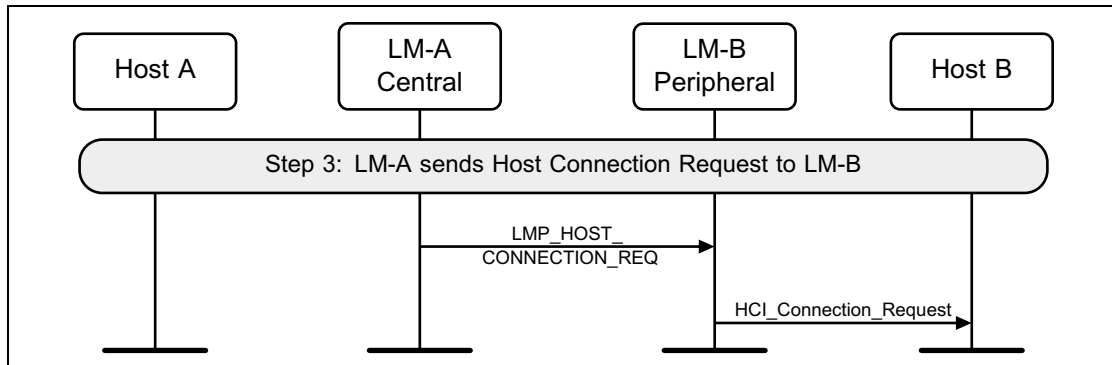 Host A
LM-A
Central
LM-B
Peripheral
Host B
Step 3: LM-A sends Host Connection Request to LM-B
LMP_HOST_
CONNECTION_REQ
HCI_Connection_Request